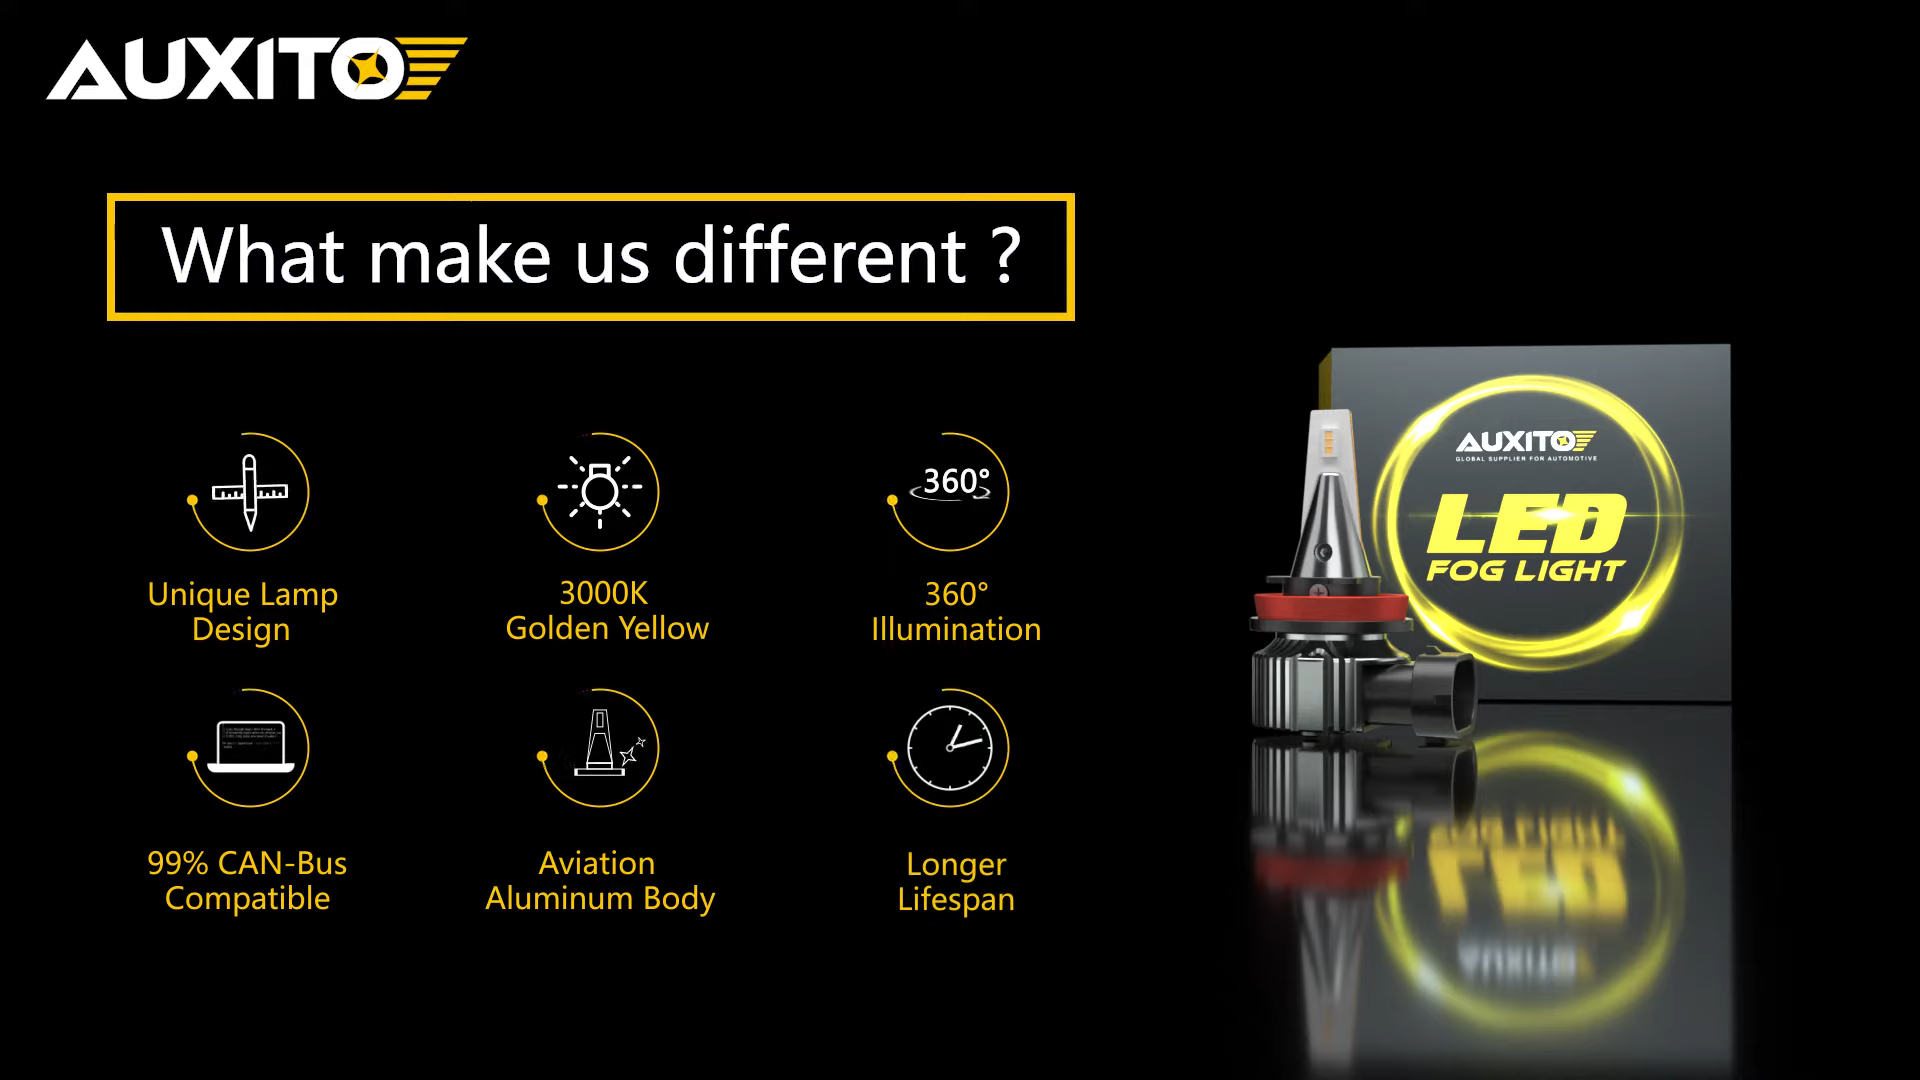 AUXITO
What make us different ?
Unique Lamp
Design
3000K
Golden Yellow
360°
360°
Illumination
99% CAN-Bus
Compatible
Aviation
Aluminum Body
Longer
Lifespan
AUXITO
GLOBAL SUPPLIER FOR AUTOMOTIVE
LED
FOG LIGHT